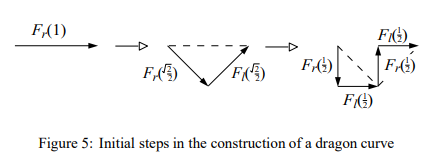 Fr(1)
Fr(√2/2) Fl(√2/2)
Fl(1/2)
Fr(1/2) Fr(1/2)
Fl(1/2)
Figure 5: Initial steps in the construction of a dragon curve